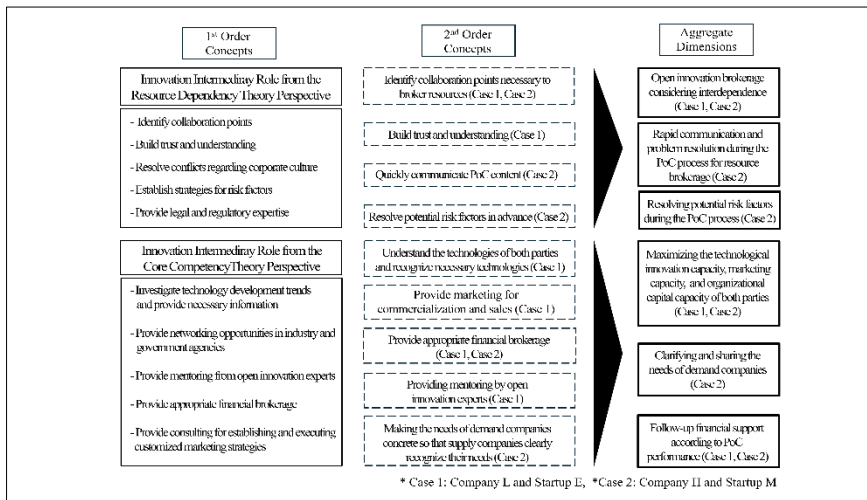 1st Order
Concepts
2nd Order
Concepts
Aggregate
Dimensions
Innovation Intermediray Role from the
Resource Dependency Theory Perspective
- Identify collaboration points
- Build trust and understanding
- Resolve conflicts regarding corporate culture
- Establish strategies for risk factors
- Provide legal and regulatory expertise
Identify collaboration points necessary to
broker resources (Case 1, Case 2)
Build trust and understanding (Case 1)
Quickly communicate PoC content (Case 2)
Resolve potential risk factors in advance (Case 2)
Open innovation brokerage
considering interdependence
(Case 1, Case 2)
Rapid communication and
problem resolution during the
PoC process for resource
brokerage (Case 2)
Resolving potential risk factors
during the PoC process (Case 2)
Innovation Intermediray Role from the
Core Competency Theory Perspective
- Investigate technology development trends
and provide necessary information
- Provide networking opportunities in industry and
government agencies
- Provide mentoring from open innovation experts
- Provide appropriate financial brokerage
- Provide consulting for establishing and executing
customized marketing strategies
Understand the technologies of both parties
and recognize necessary technologies (Case 1)
Provide marketing for
commercialization and sales (Case 1)
Provide appropriate financial brokerage
(Case 1, Case 2)
Providing mentoring by open
innovation experts (Case 1)
Making the needs of demand companies
concrete so that supply companies clearly
recognize their needs (Case 2)
Maximizing the technological
innovation capacity, marketing
capacity, and organizational
capital capacity of both parties
(Case 1, Case 2)
Clarifying and sharing the
needs of demand companies
(Case 2)
Follow-up financial support
according to PoC
performance (Case 1, Case 2)
* Case 1: Company L and Startup E, *Case 2: Company H and Startup M